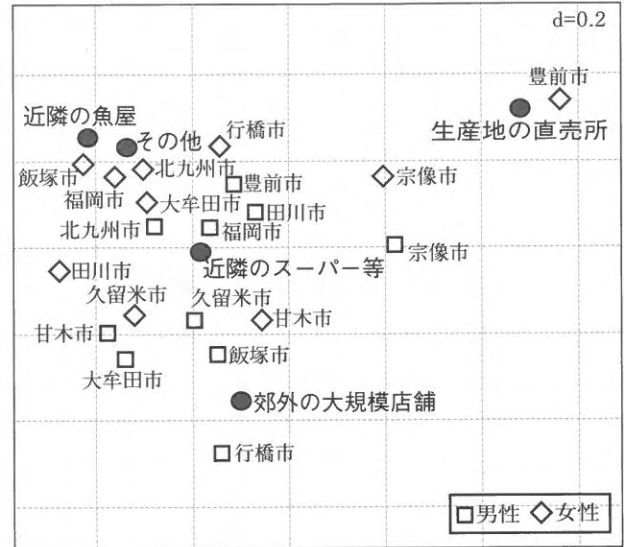 d=0.2
豊前市
生産地の直売所
近隣の魚屋
その他
行橋市
飯塚市
北九州市
宗像市
福岡市
豊前市
大牟田市
田川市
北九州市
福岡市
宗像市
近隣のスーパー等
田川市
久留米市
久留米市
甘木市
甘木市
飯塚市
大牟田市
郊外の大規模店舗
行橋市
男性 女性